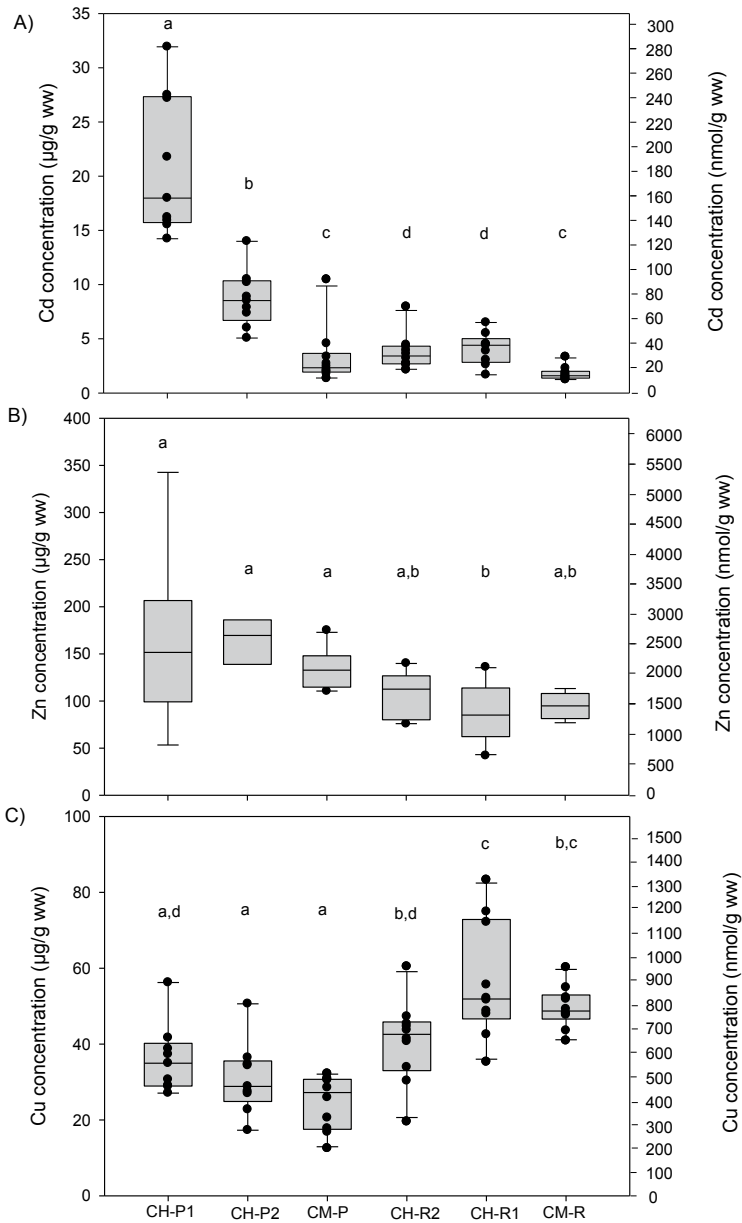 A)
Cd concentration (µg/g ww)
35
30
25
20
15
10
5
0
a
b
c
d
d
c
300
280
260
240
220
200
180
160
140
120
100
80
60
40
20
0
Cd concentration (nmol/g ww)
B)
Zn concentration (µg/g ww)
400
350
300
250
200
150
100
50
0
a
a
a
a,b
b
a,b
6000
5500
5000
4500
4000
3500
3000
2500
2000
1500
1000
500
0
Zn concentration (nmol/g ww)
C)
Cu concentration (µg/g ww)
100
80
60
40
20
0
a,d
a
a
b,d
c
b,c
1500
1400
1300
1200
1100
1000
900
800
700
600
500
400
300
200
100
0
Cu concentration (nmol/g ww)
CH-P1 CH-P2 CM-P CH-R2 CH-R1 CM-R